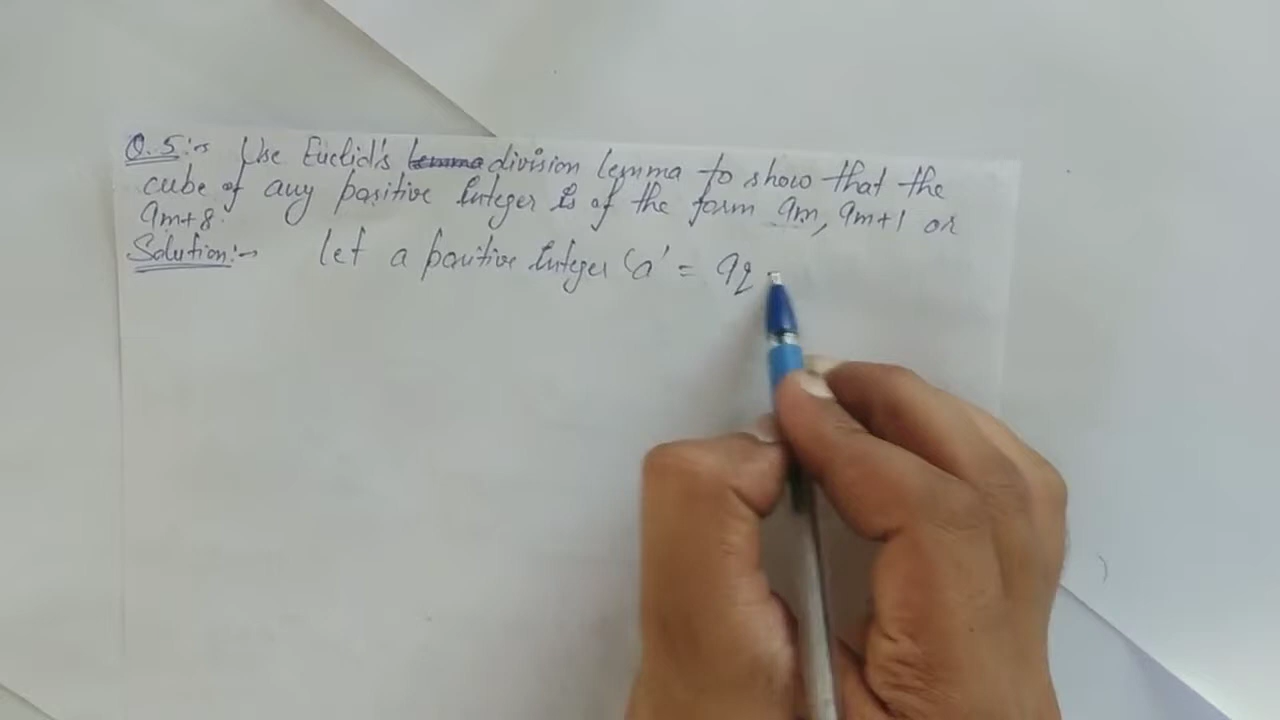 Q.5:- Use Euclid's lemma division lemma to show that the
cube of any positive integer is of the form 9m, 9m+1 or
9m+8.
Solution:- let a positive integer 'a' = 9q